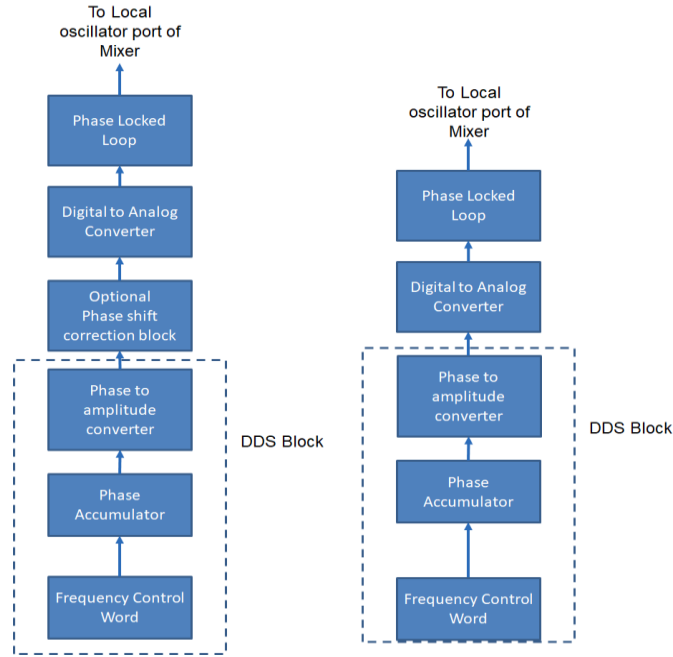 To Local
oscillator port of
Mixer
Phase Locked
Loop
Digital to Analog
Converter
Optional
Phase shift
correction block
Phase to
amplitude
converter
DDS Block
Phase
Accumulator
Frequency Control
Word
To Local
oscillator port of
Mixer
Phase Locked
Loop
Digital to Analog
Converter
Phase to
amplitude
converter
DDS Block
Phase
Accumulator
Frequency Control
Word